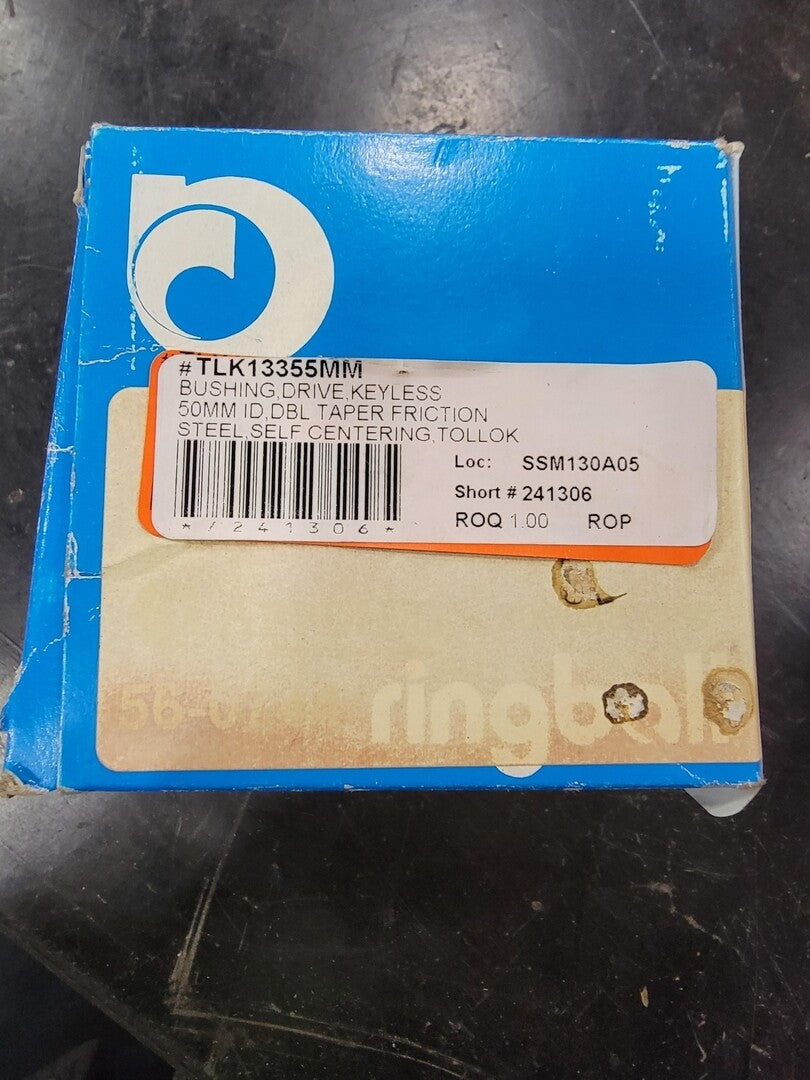 #TLK13355MM
BUSHING,DRIVE,KEYLESS
50MM ID,DBL TAPER FRICTION
STEEL,SELF CENTERING,TOLLOK
Loc: SSM130A05
Short # 241306
*/241306*
ROQ 1.00 ROP
ringball